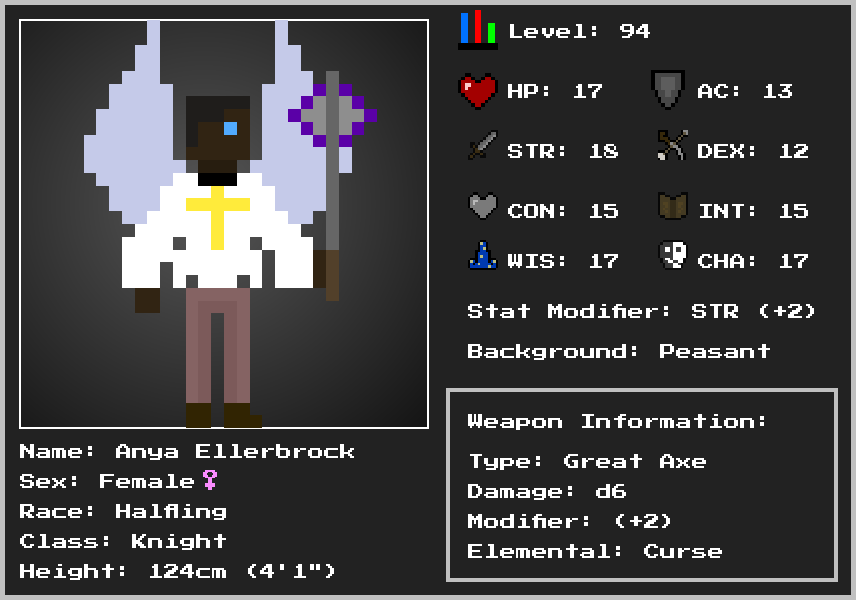 Level: 94
HP: 17
AC: 13
STR: 18
DEX: 12
CON: 15
INT: 15
WIS: 17
CHA: 17
Stat Modifier: STR (+2)
Background: Peasant
Name: Anya Ellerbrock
Sex: Female♀
Race: Halfling
Class: Knight
Height: 124cm (4'1")
Weapon Information:
Type: Great Axe
Damage: d6
Modifier: (+2)
Elemental: Curse